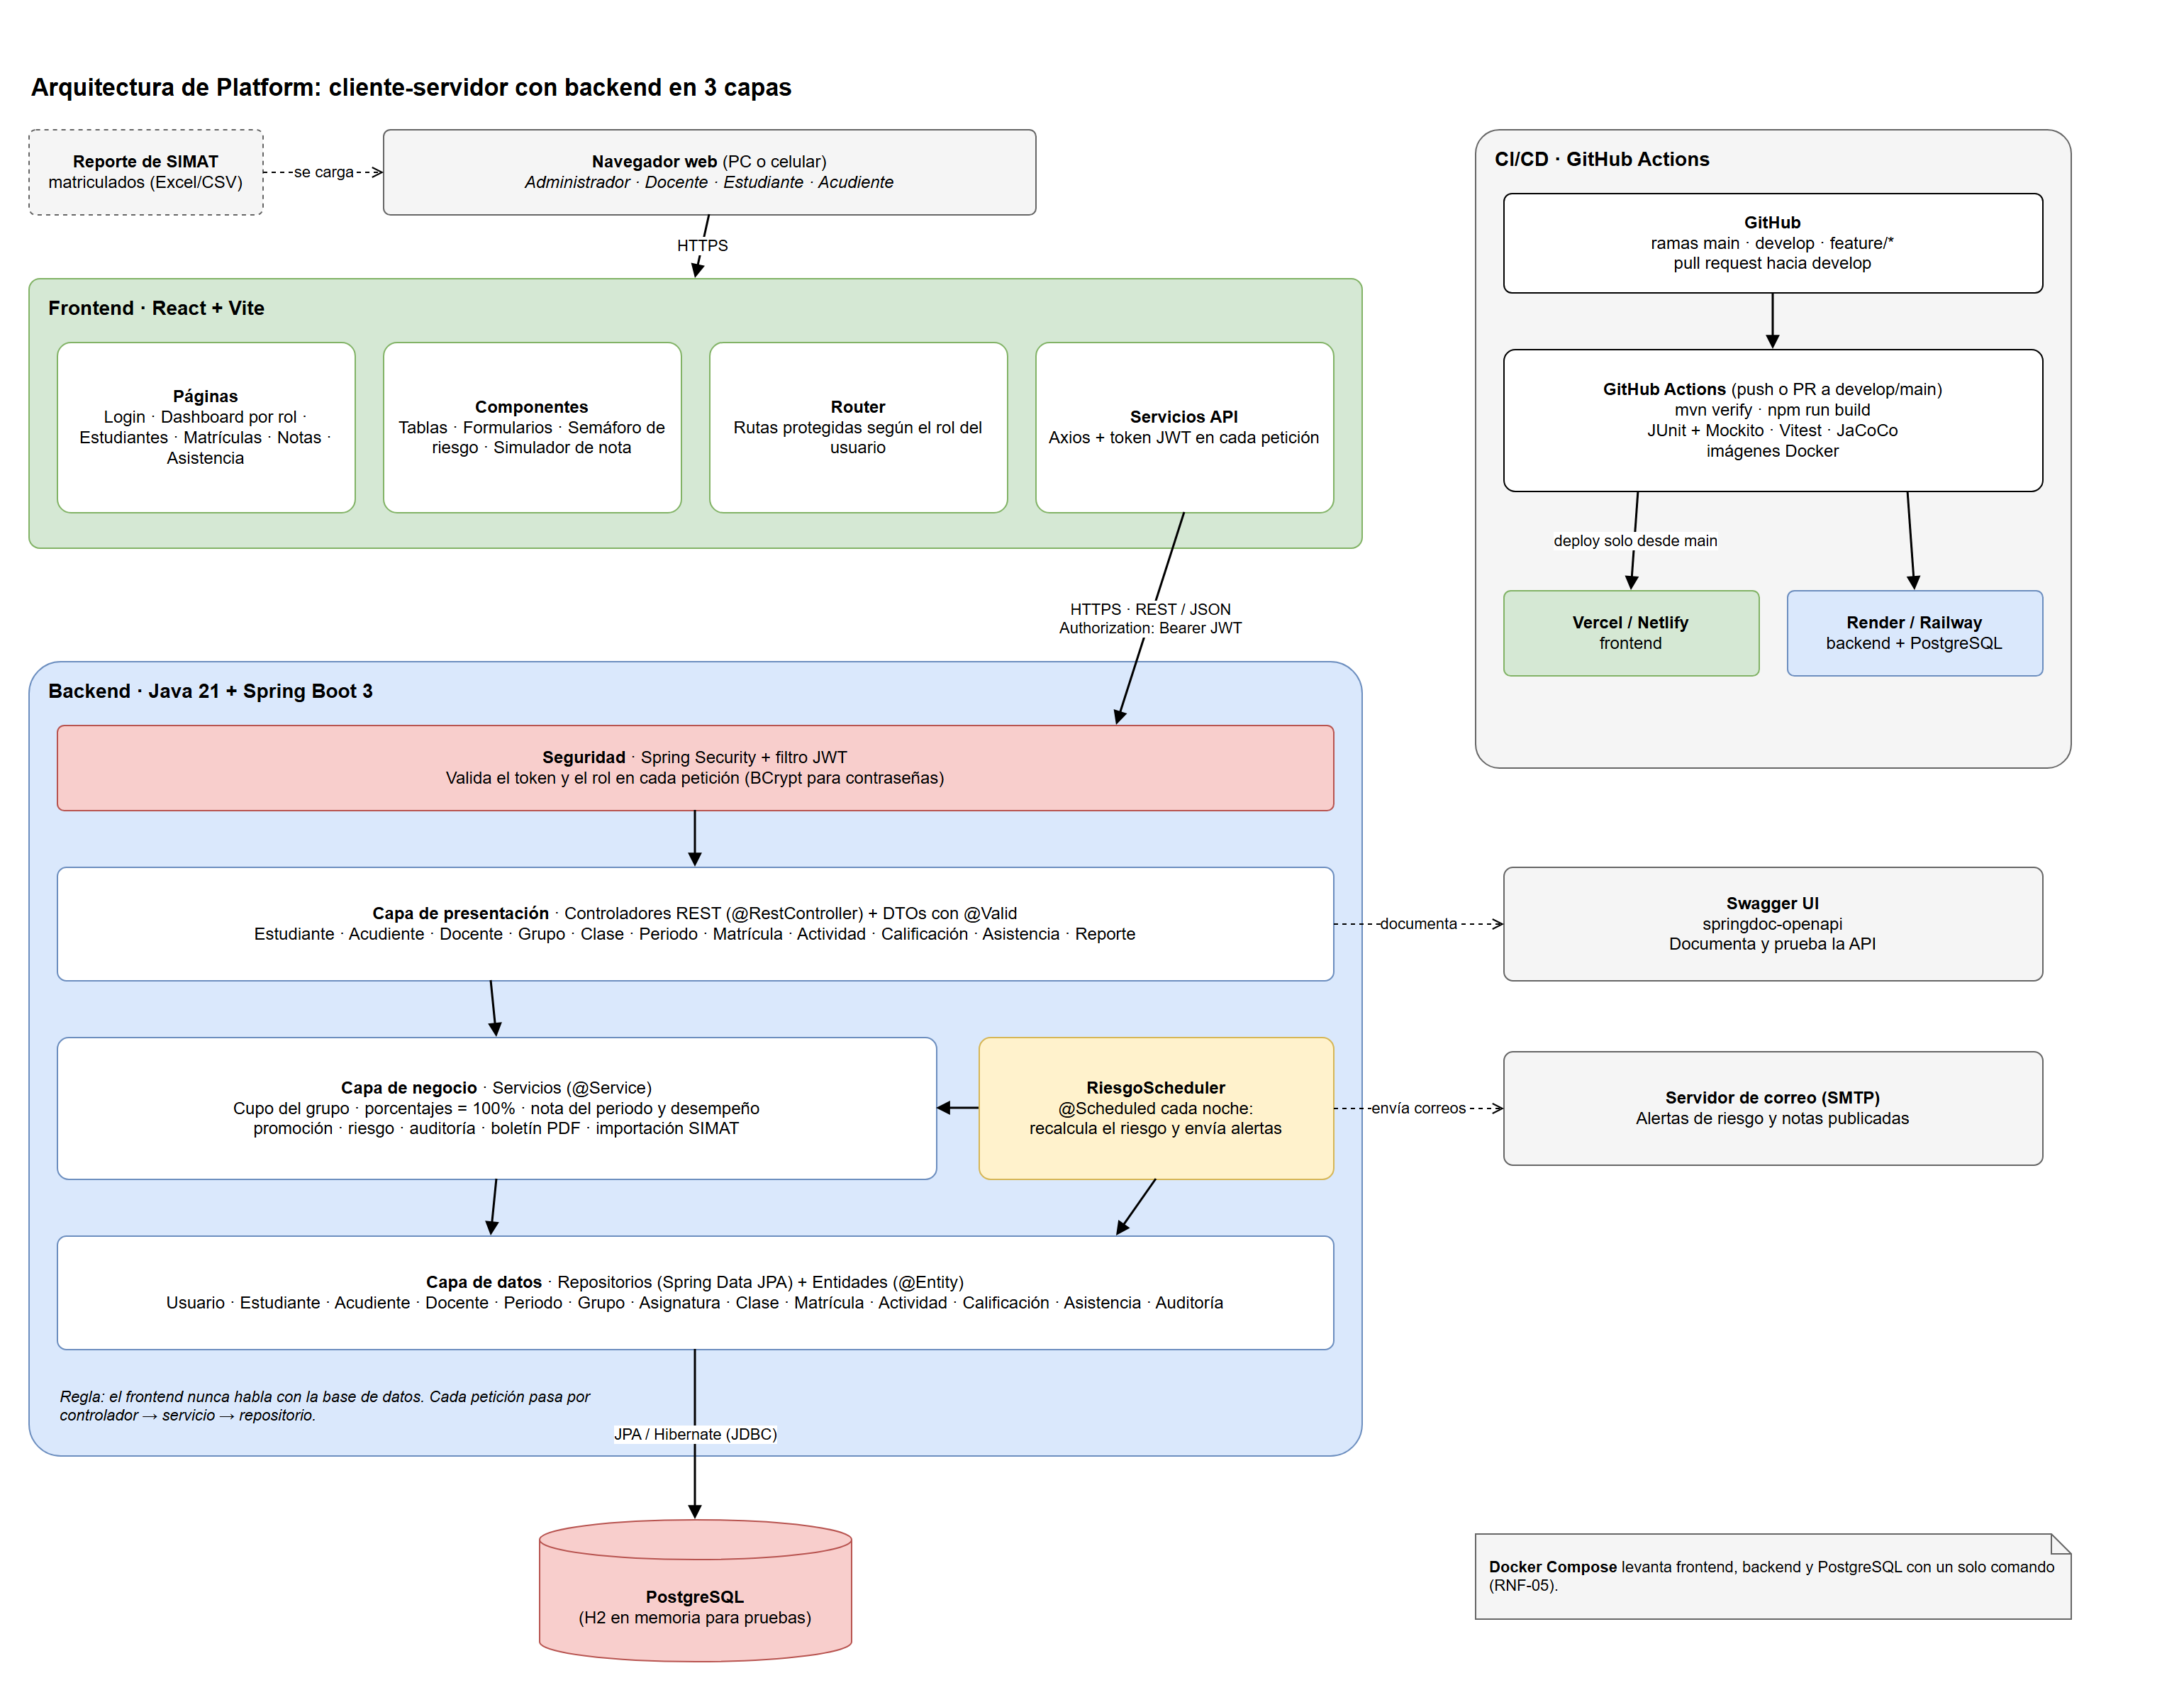 Arquitectura de Platform: cliente-servidor con backend en 3 capas
Reporte de SIMAT
matriculados (Excel/CSV)
se carga
Navegador web (PC o celular)
Administrador · Docente · Estudiante · Acudiente
HTTPS
Frontend · React + Vite
Páginas
Login · Dashboard por rol ·
Estudiantes · Matrículas · Notas ·
Asistencia
Componentes
Tablas · Formularios · Semáforo de
riesgo · Simulador de nota
Router
Rutas protegidas según el rol del
usuario
Servicios API
Axios + token JWT en cada petición
HTTPS · REST / JSON
Authorization: Bearer JWT
Backend · Java 21 + Spring Boot 3
Seguridad · Spring Security + filtro JWT
Valida el token y el rol en cada petición (BCrypt para contraseñas)
Capa de presentación · Controladores REST (@RestController) + DTOs con @Valid
Estudiante · Acudiente · Docente · Grupo · Clase · Periodo · Matrícula · Actividad · Calificación · Asistencia · Reporte
Capa de negocio · Servicios (@Service)
Cupo del grupo · porcentajes = 100% · nota del periodo y desempeño
promoción · riesgo · auditoría · boletín PDF · importación SIMAT
RiesgoScheduler
@Scheduled cada noche:
recalcula el riesgo y envía alertas
Capa de datos · Repositorios (Spring Data JPA) + Entidades (@Entity)
Usuario · Estudiante · Acudiente · Docente · Periodo · Grupo · Asignatura · Clase · Matrícula · Actividad · Calificación · Asistencia · Auditoría
Regla: el frontend nunca habla con la base de datos. Cada petición pasa por
controlador → servicio → repositorio.
JPA / Hibernate (JDBC)
PostgreSQL
(H2 en memoria para pruebas)
CI/CD · GitHub Actions
GitHub
ramas main · develop · feature/*
pull request hacia develop
GitHub Actions (push o PR a develop/main)
mvn verify · npm run build
JUnit + Mockito · Vitest · JaCoCo
imágenes Docker
deploy solo desde main
Vercel / Netlify
frontend
Render / Railway
backend + PostgreSQL
documenta
Swagger UI
springdoc-openapi
Documenta y prueba la API
envía correos
Servidor de correo (SMTP)
Alertas de riesgo y notas publicadas
Docker Compose levanta frontend, backend y PostgreSQL con un solo comando
(RNF-05).